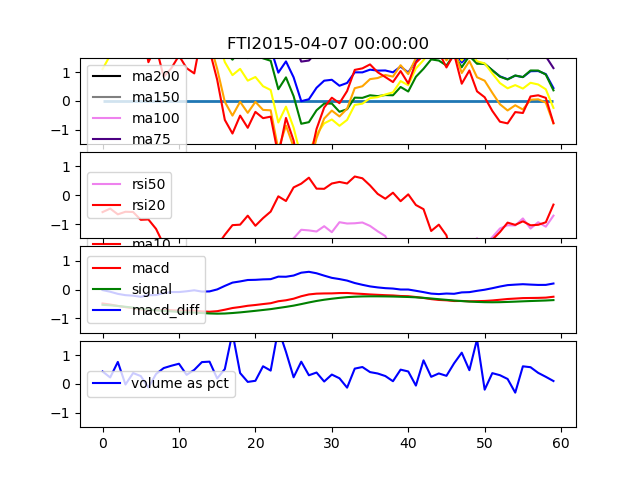 FTI2015-04-07 00:00:00
1
0
−1
ma200
ma150
ma100
ma75
1
0
−1
rsi50
rsi20
ma10
1
0
−1
macd
signal
macd_diff
1
0
−1
volume as pct
0 10 20 30 40 50 60